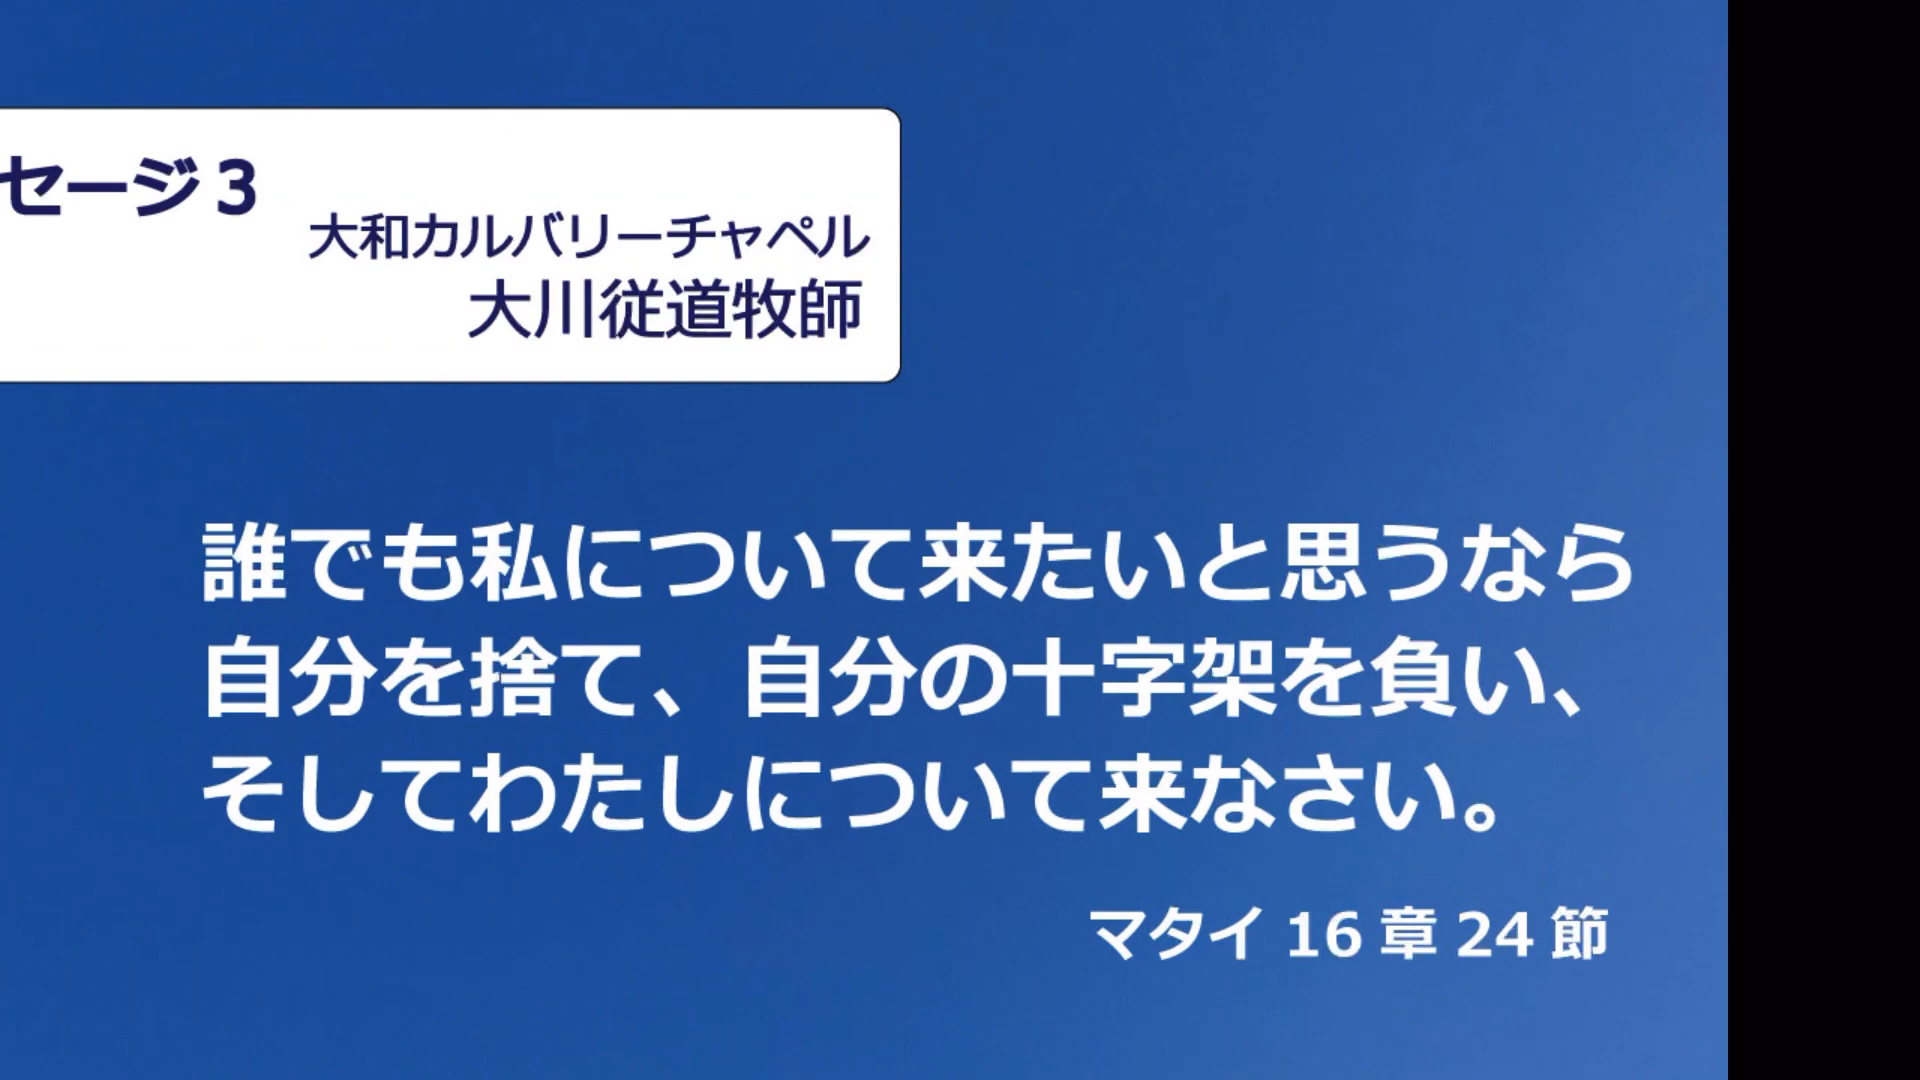 セージ3
大和カルバリーチャペル
大川従道牧師
誰でも私について来たいと思うなら
自分を捨て、自分の十字架を負い、
そしてわたしについて来なさい。
マタイ 16 章 24 節